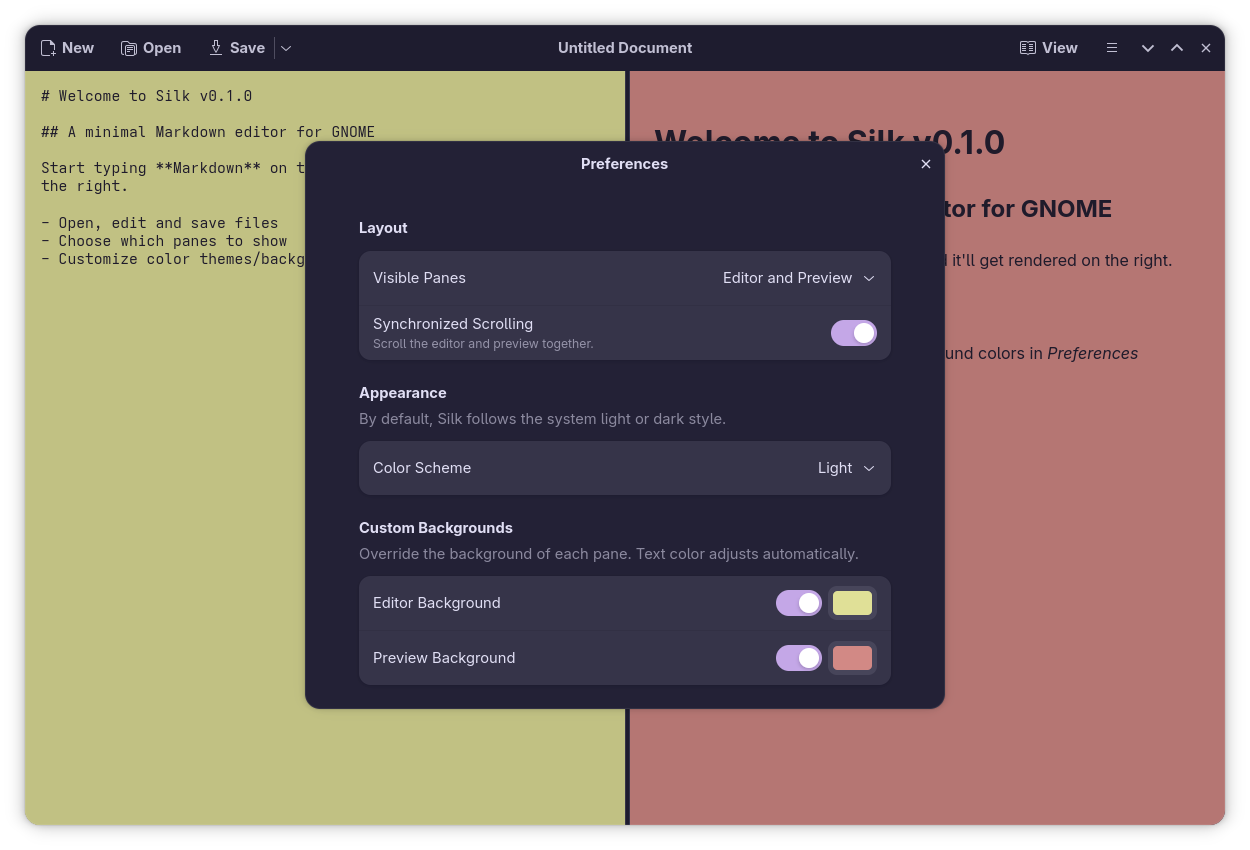 New Open Save Untitled Document View
# Welcome to Silk v0.1.0
## A minimal Markdown editor for GNOME
Start typing **Markdown** on t
the right.
- Open, edit and save files
- Choose which panes to show
- Customize color themes/backg
Welcome to Silk v0.1.0
tor for GNOME
it'll get rendered on the right.
und colors in Preferences
Preferences
Layout
Visible Panes Editor and Preview
Synchronized Scrolling
Scroll the editor and preview together.
Appearance
By default, Silk follows the system light or dark style.
Color Scheme Light
Custom Backgrounds
Override the background of each pane. Text color adjusts automatically.
Editor Background
Preview Background